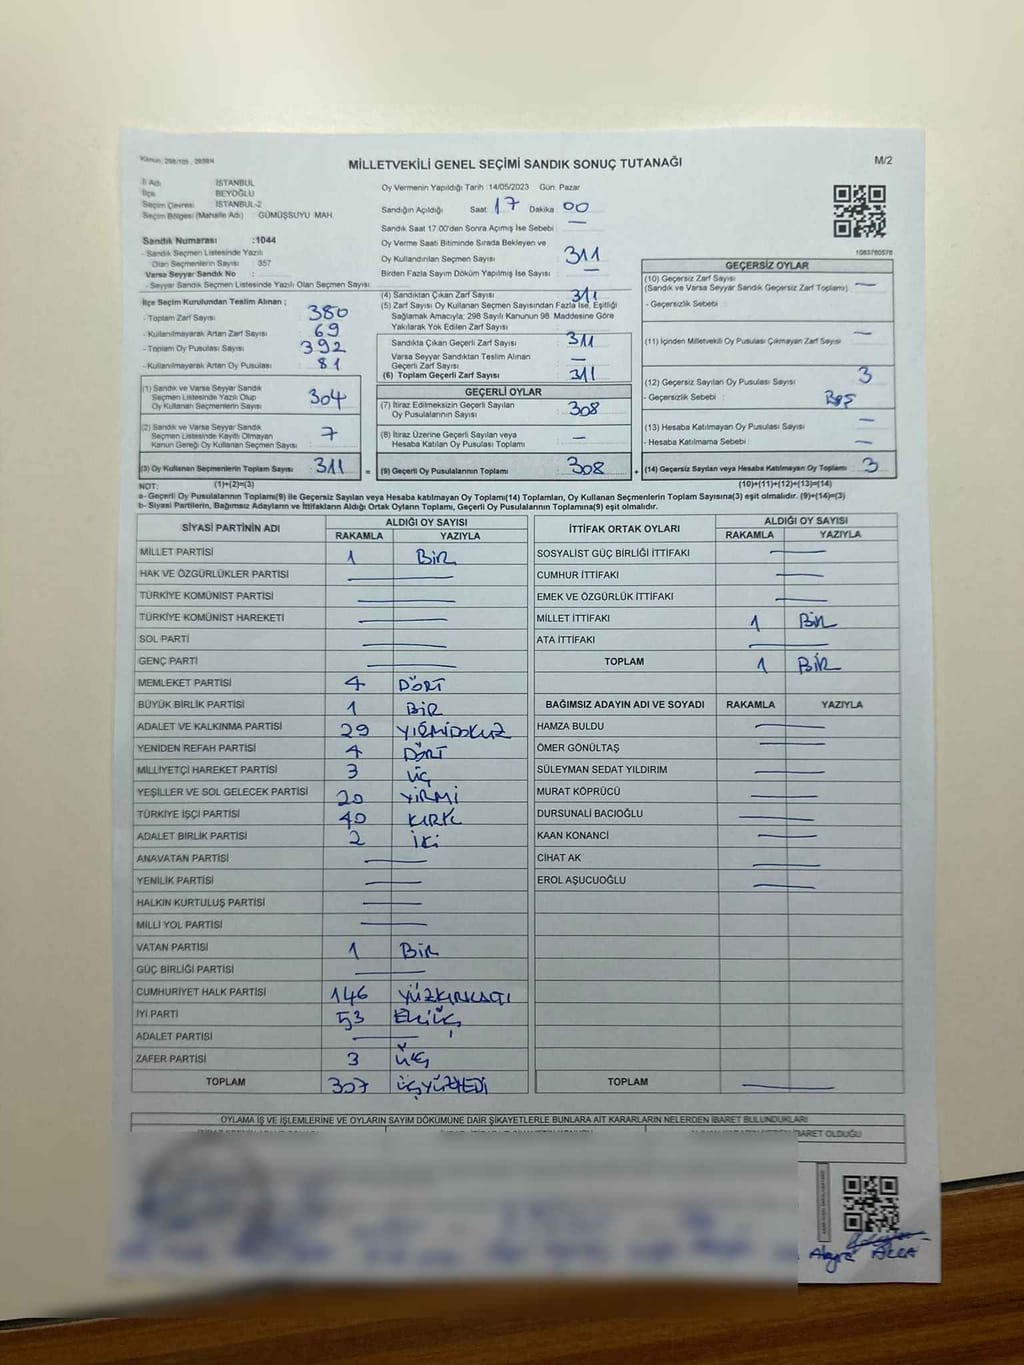 Kanun, 298/105 , 2839/4
MİLLETVEKİLİ GENEL SEÇİMİ SANDIK SONUÇ TUTANAĞI
M/2
İl Adı : İSTANBUL
İlçe : BEYOĞLU
Seçim Çevresi : İSTANBUL-2
Seçim Bölgesi (Mahalle Adı) : GÜMÜŞSUYU MAH.
Sandık Numarası :1044
- Sandık Seçmen Listesinde Yazılı
Olan Seçmenlerin Sayısı : 357
Varsa Seyyar Sandık No :
- Seyyar Sandık Seçmen Listesinde Yazılı Olan Seçmen Sayısı :
Oy Vermenin Yapıldığı Tarih :14/05/2023 Gün: Pazar
Sandığın Açıldığı Saat : 17 Dakika : 00
Sandık Saat 17:00'den Sonra Açımış İse Sebebi : —
Oy Verme Saati Bitiminde Sırada Bekleyen ve
Oy Kullandırılan Seçmen Sayısı : 311
Birden Fazla Sayım Döküm Yapılmış İse Sayısı : —
1083760578
İlçe Seçim Kurulundan Teslim Alınan ;
- Toplam Zarf Sayısı : 380
- Kullanılmayarak Artan Zarf Sayısı : 69
- Toplam Oy Pusulası Sayısı : 392
- Kullanılmayarak Artan Oy Pusulası : 81
(1) Sandık ve Varsa Seyyar Sandık
Seçmen Listesinde Yazılı Olup
Oy Kullanan Seçmenlerin Sayısı : 304
(2) Sandık ve Varsa Seyyar Sandık
Seçmen Listesinde Kayıtlı Olmayan
Kanun Gereği Oy Kullanan Seçmen Sayısı : 7
(3) Oy Kullanan Seçmenlerin Toplam Sayısı : 311 =
(4) Sandıktan Çıkan Zarf Sayısı : 311
(5) Zarf Sayısı Oy Kullanan Seçmen Sayısından Fazla İse, Eşitliği
Sağlamak Amacıyla; 298 Sayılı Kanunun 98. Maddesine Göre
Yakılarak Yok Edilen Zarf Sayısı :
Sandıkta Çıkan Geçerli Zarf Sayısı : 311
Varsa Seyyar Sandıktan Teslim Alınan
Geçerli Zarf Sayısı : —
(6) Toplam Geçerli Zarf Sayısı : 311
GEÇERLİ OYLAR
(7) İtiraz Edilmeksizin Geçerli Sayılan
Oy Pusulalarının Sayısı : 308
(8) İtiraz Üzerine Geçerli Sayılan veya
Hesaba Katılan Oy Pusulalarının Sayısı : —
(9) Geçerli Oy Pusulalarının Toplamı : 308 +
GEÇERSİZ OYLAR
(10) Geçersiz Zarf Sayısı
(Sandık ve Varsa Seyyar Sandık Geçersiz Zarf Toplamı) : —
- Geçersizlik Sebebi :
(11) İçinden Milletvekili Oy Pusulası Çıkmayan Zarf Sayısı : —
(12) Geçersiz Sayılan Oy Pusulası Sayısı : 3
- Geçersizlik Sebebi : Boş
(13) Hesaba Katılmayan Oy Pusulası Sayısı : —
- Hesaba Katılmama Sebebi : —
(14) Geçersiz Sayılan veya Hesaba Katılmayan Oy Toplamı : 3
NOT: (1)+(2)=(3) (10)+(11)+(12)+(13)=(14)
a- Geçerli Oy Pusulalarının Toplamı(9) ile Geçersiz Sayılan veya Hesaba katılmayan Oy Toplamı(14) Toplamları, Oy Kullanan Seçmenlerin Toplam Sayısına(3) eşit olmalıdır. (9)+(14)=(3)
b- Siyasi Partilerin, Bağımsız Adayların ve İttifakların Aldığı Ortak Oyların Toplamı, Geçerli Oy Pusulalarının Toplamına(9) eşit olmalıdır.
SİYASİ PARTİNİN ADI ALDIĞI OY SAYISI
RAKAMLA YAZIYLA
MİLLET PARTİSİ 1 BİR
HAK VE ÖZGÜRLÜKLER PARTİSİ —
TÜRKİYE KOMÜNİST PARTİSİ —
TÜRKİYE KOMÜNİST HAREKETİ —
SOL PARTİ —
GENÇ PARTİ —
MEMLEKET PARTİSİ 4 DÖRT
BÜYÜK BİRLİK PARTİSİ 1 BİR
ADALET VE KALKINMA PARTİSİ 29 YİRMİDOKUZ
YENİDEN REFAH PARTİSİ 4 DÖRT
MİLLİYETÇİ HAREKET PARTİSİ 3 ÜÇ
YEŞİLLER VE SOL GELECEK PARTİSİ 20 YİRMİ
TÜRKİYE İŞÇİ PARTİSİ 40 KIRK
ADALET BİRLİK PARTİSİ 2 İKİ
ANAVATAN PARTİSİ —
YENİLİK PARTİSİ —
HALKIN KURTULUŞ PARTİSİ —
MİLLİ YOL PARTİSİ —
VATAN PARTİSİ 1 BİR
GÜÇ BİRLİĞİ PARTİSİ —
CUMHURİYET HALK PARTİSİ 146 YÜZKIRKALTI
İYİ PARTİ 53 ELLİÜÇ
ADALET PARTİSİ —
ZAFER PARTİSİ 3 ÜÇ
TOPLAM 307 ÜÇYÜZYEDİ
İTTİFAK ORTAK OYLARI ALDIĞI OY SAYISI
RAKAMLA YAZIYLA
SOSYALİST GÜÇ BİRLİĞİ İTTİFAKI —
CUMHUR İTTİFAKI —
EMEK VE ÖZGÜRLÜK İTTİFAKI —
MİLLET İTTİFAKI 1 BİR
ATA İTTİFAKI —
TOPLAM 1 BİR
BAĞIMSIZ ADAYIN ADI VE SOYADI RAKAMLA YAZIYLA
HAMZA BULDU —
ÖMER GÖNÜLTAŞ —
SÜLEYMAN SEDAT YILDIRIM —
MURAT KÖPRÜCÜ —
DURSUNALİ BACIOĞLU —
KAAN KONANCİ —
CİHAT AK —
EROL AŞUCUOĞLU —
TOPLAM —
OYLAMA İŞ VE İŞLEMLERİNE VE OYLARIN SAYIM DÖKÜMÜNE DAİR ŞİKAYETLERLE BUNLARA AİT KARARLARIN NELERDEN İBARET BULUNDUKLARI
İBARET OLDUĞU